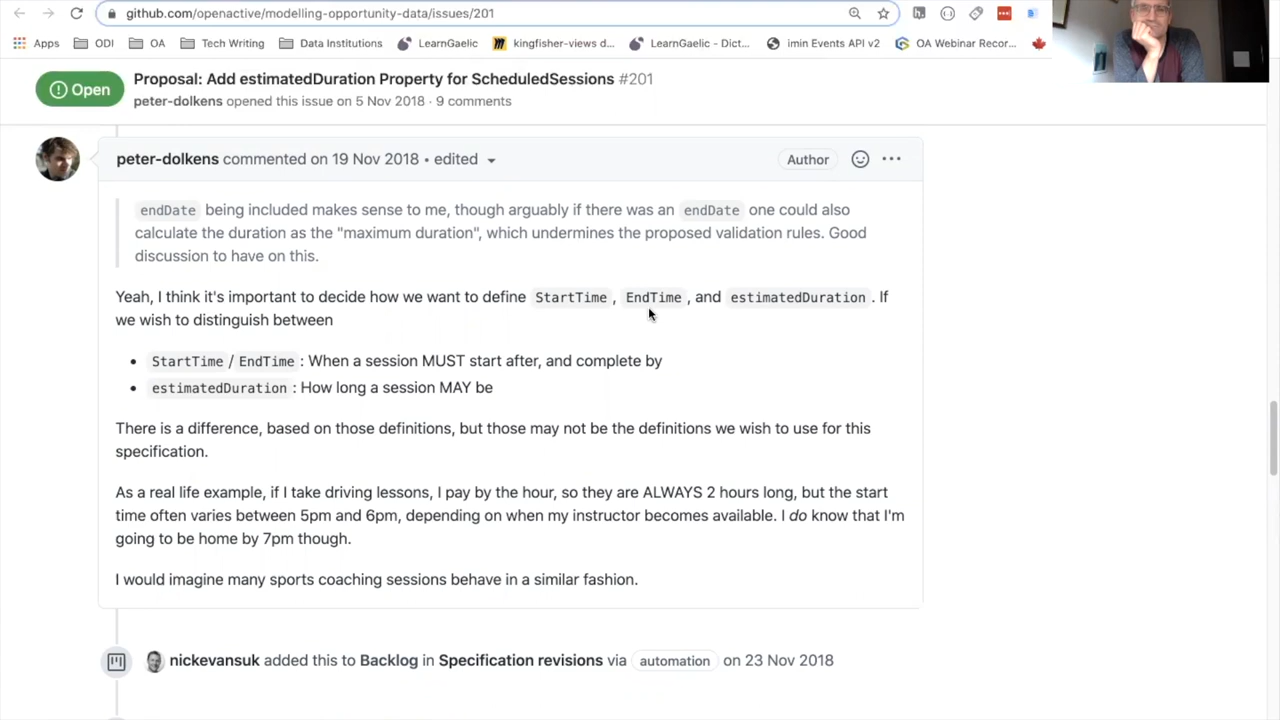 github.com/openactive/modelling-opportunity-data/issues/201
Apps ODI OA Tech Writing Data Institutions LearnGaelic kingfisher-views d... LearnGaelic - Dict... imin Events API v2 OA Webinar Recor...
Open
Proposal: Add estimatedDuration Property for ScheduledSessions #201
peter-dolkens opened this issue on 5 Nov 2018 · 9 comments
peter-dolkens commented on 19 Nov 2018 • edited
Author
endDate being included makes sense to me, though arguably if there was an endDate one could also
calculate the duration as the "maximum duration", which undermines the proposed validation rules. Good
discussion to have on this.
Yeah, I think it's important to decide how we want to define StartTime , EndTime , and estimatedDuration . If
we wish to distinguish between
• StartTime / EndTime : When a session MUST start after, and complete by
• estimatedDuration : How long a session MAY be
There is a difference, based on those definitions, but those may not be the definitions we wish to use for this
specification.
As a real life example, if I take driving lessons, I pay by the hour, so they are ALWAYS 2 hours long, but the start
time often varies between 5pm and 6pm, depending on when my instructor becomes available. I do know that I'm
going to be home by 7pm though.
I would imagine many sports coaching sessions behave in a similar fashion.
nickevansuk added this to Backlog in Specification revisions via automation on 23 Nov 2018